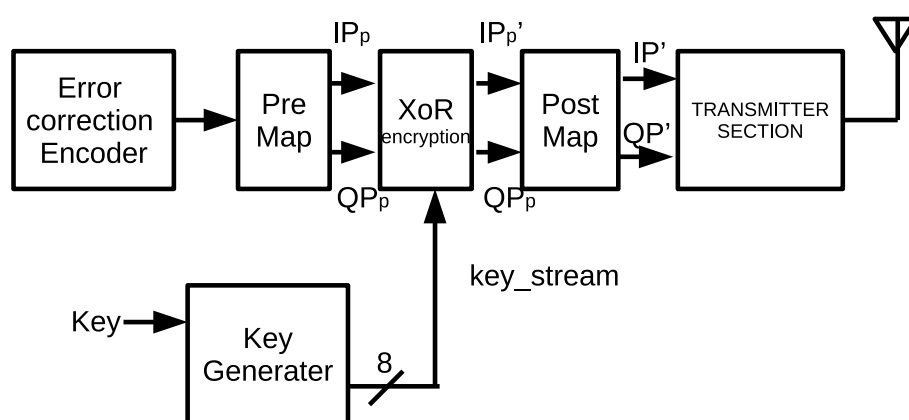 IPp
IPp’
IP’
Error
correction
Encoder
Pre
Map
XoR
encryption
Post
Map
TRANSMITTER
SECTION
QP’
QPp
QPp
key_stream
Key
Key
Generater
8